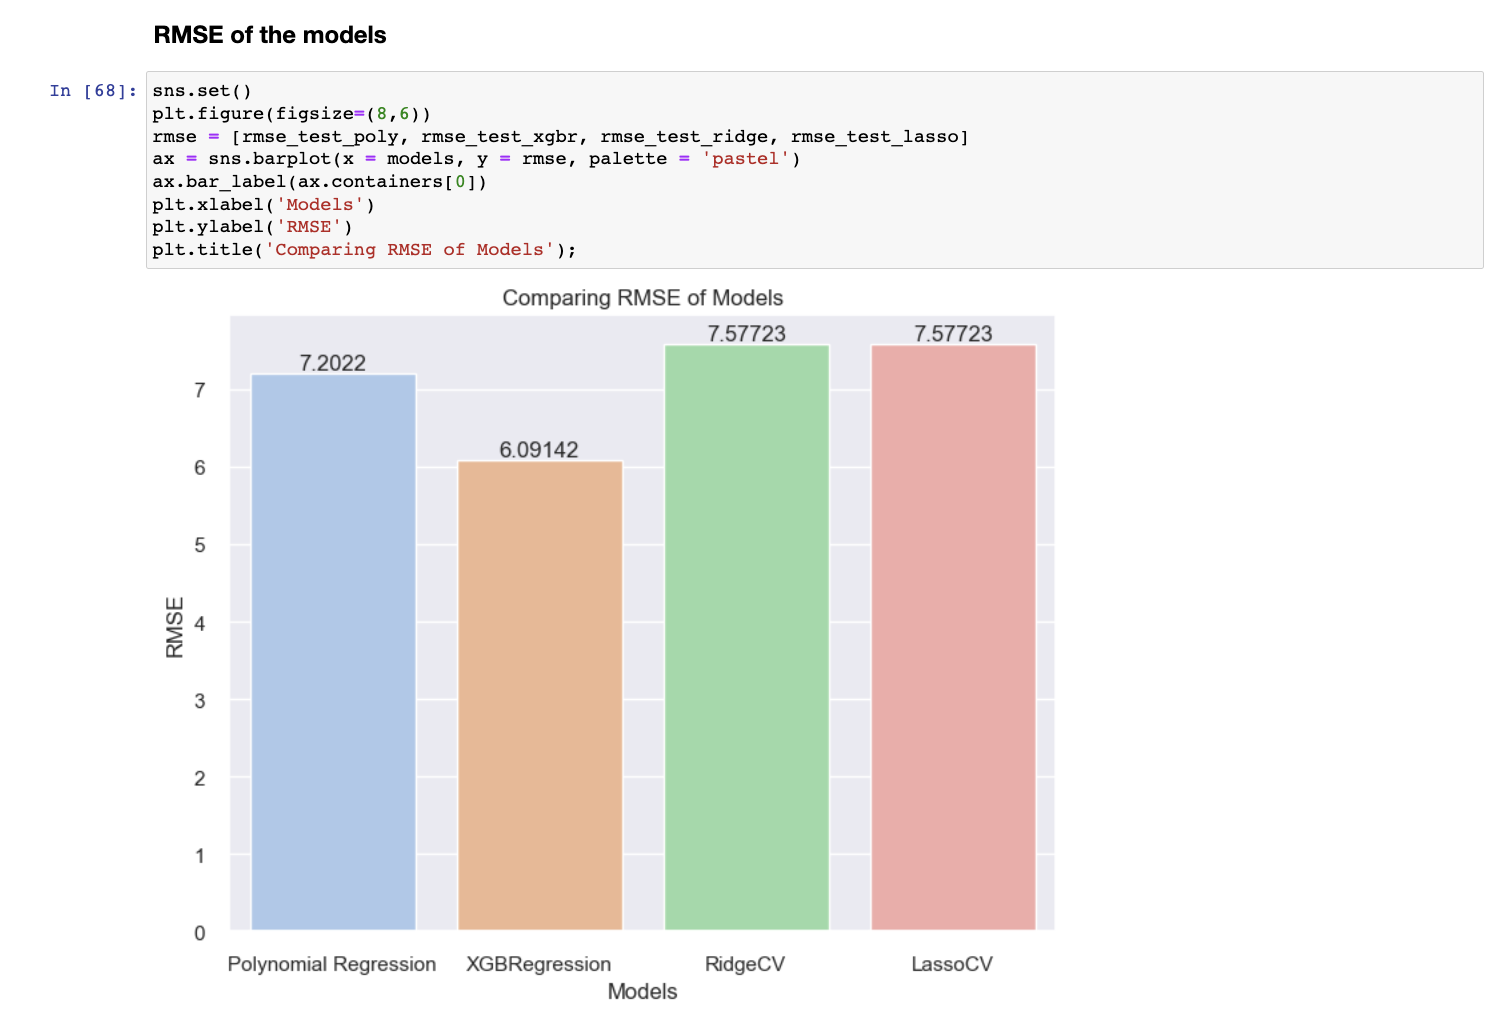 RMSE of the models
In [68]:
sns.set()
plt.figure(figsize=(8,6))
rmse = [rmse_test_poly, rmse_test_xgbr, rmse_test_ridge, rmse_test_lasso]
ax = sns.barplot(x = models, y = rmse, palette = 'pastel')
ax.bar_label(ax.containers[0])
plt.xlabel('Models')
plt.ylabel('RMSE')
plt.title('Comparing RMSE of Models');
Comparing RMSE of Models
7.2022
6.09142
7.57723
7.57723
7
6
5
4
3
2
1
0
RMSE
Polynomial Regression
XGBRegression
RidgeCV
LassoCV
Models